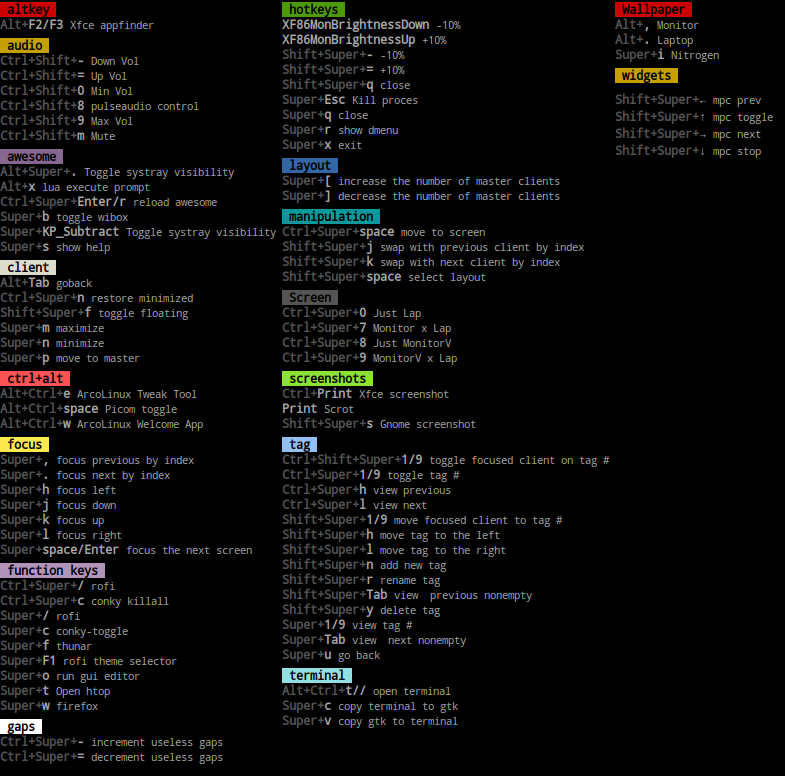 altkey
Alt+F2/F3 Xfce appfinder
audio
Ctrl+Shift+- Down Vol
Ctrl+Shift+= Up Vol
Ctrl+Shift+0 Min Vol
Ctrl+Shift+8 pulseaudio control
Ctrl+Shift+9 Max Vol
Ctrl+Shift+m Mute
awesome
Alt+Super+. Toggle systray visibility
Alt+x lua execute prompt
Ctrl+Super+Enter/r reload awesome
Super+b toggle wibox
Super+KP_Subtract Toggle systray visibility
Super+s show help
client
Alt+Tab goback
Ctrl+Super+n restore minimized
Shift+Super+f toggle floating
Super+m maximize
Super+n minimize
Super+p move to master
ctrl+alt
Alt+Ctrl+e ArcoLinux Tweak Tool
Alt+Ctrl+space Picom toggle
Alt+Ctrl+w ArcoLinux Welcome App
focus
Super+, focus previous by index
Super+. focus next by index
Super+h focus left
Super+j focus down
Super+k focus up
Super+l focus right
Super+space/Enter focus the next screen
function keys
Ctrl+Super+/ rofi
Ctrl+Super+c conky killall
Super+/ rofi
Super+c conky-toggle
Super+f thunar
Super+F1 rofi theme selector
Super+o run gui editor
Super+t Open htop
Super+w firefox
gaps
Ctrl+Super+- increment useless gaps
Ctrl+Super+= decrement useless gaps
hotkeys
XF86MonBrightnessDown -10%
XF86MonBrightnessUp +10%
Shift+Super+- -10%
Shift+Super+= +10%
Shift+Super+q close
Super+Esc Kill proces
Super+q close
Super+r show dmenu
Super+x exit
layout
Super+[ increase the number of master clients
Super+] decrease the number of master clients
manipulation
Ctrl+Super+space move to screen
Shift+Super+j swap with previous client by index
Shift+Super+k swap with next client by index
Shift+Super+space select layout
Screen
Ctrl+Super+0 Just Lap
Ctrl+Super+7 Monitor x Lap
Ctrl+Super+8 Just MonitorV
Ctrl+Super+9 MonitorV x Lap
screenshots
Ctrl+Print Xfce screenshot
Print Scrot
Shift+Super+s Gnome screenshot
tag
Ctrl+Shift+Super+1/9 toggle focused client on tag #
Ctrl+Super+1/9 toggle tag #
Ctrl+Super+h view previous
Ctrl+Super+l view next
Shift+Super+1/9 move focused client to tag #
Shift+Super+h move tag to the left
Shift+Super+l move tag to the right
Shift+Super+n add new tag
Shift+Super+r rename tag
Shift+Super+Tab view  previous nonempty
Shift+Super+y delete tag
Super+1/9 view tag #
Super+Tab view  next nonempty
Super+u go back
terminal
Alt+Ctrl+t// open terminal
Super+c copy terminal to gtk
Super+v copy gtk to terminal
Wallpaper
Alt+, Monitor
Alt+. Laptop
Super+i Nitrogen
widgets
Shift+Super+← mpc prev
Shift+Super+↑ mpc toggle
Shift+Super+→ mpc next
Shift+Super+↓ mpc stop